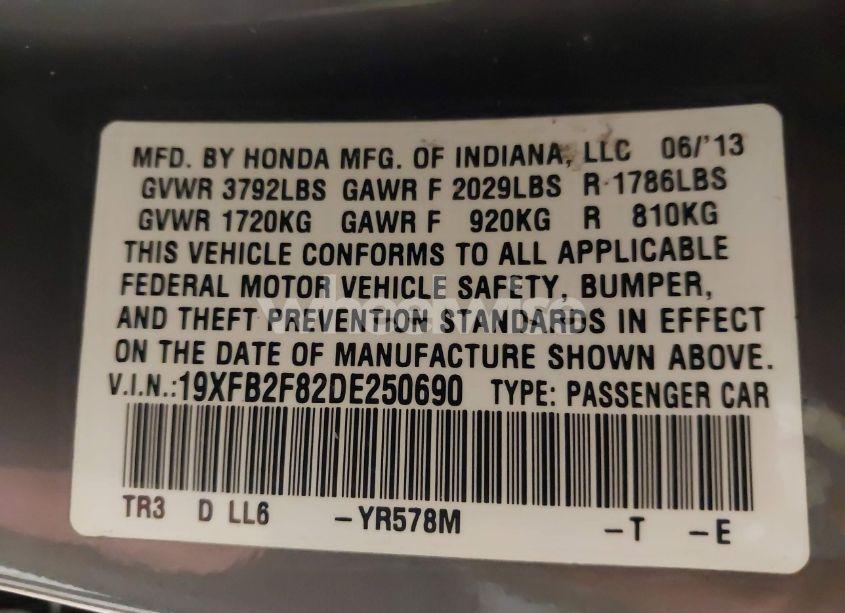 MFD. BY HONDA MFG. OF INDIANA, LLC 06/'13
GVWR 3792LBS GAWR F 2029LBS R 1786LBS
GVWR 1720KG GAWR F 920KG R 810KG
THIS VEHICLE CONFORMS TO ALL APPLICABLE
FEDERAL MOTOR VEHICLE SAFETY, BUMPER,
AND THEFT PREVENTION STANDARDS IN EFFECT
ON THE DATE OF MANUFACTURE SHOWN ABOVE.
V.I.N.:19XFB2F82DE250690 TYPE: PASSENGER CAR
TR3 D LL6 -YR578M -T -E